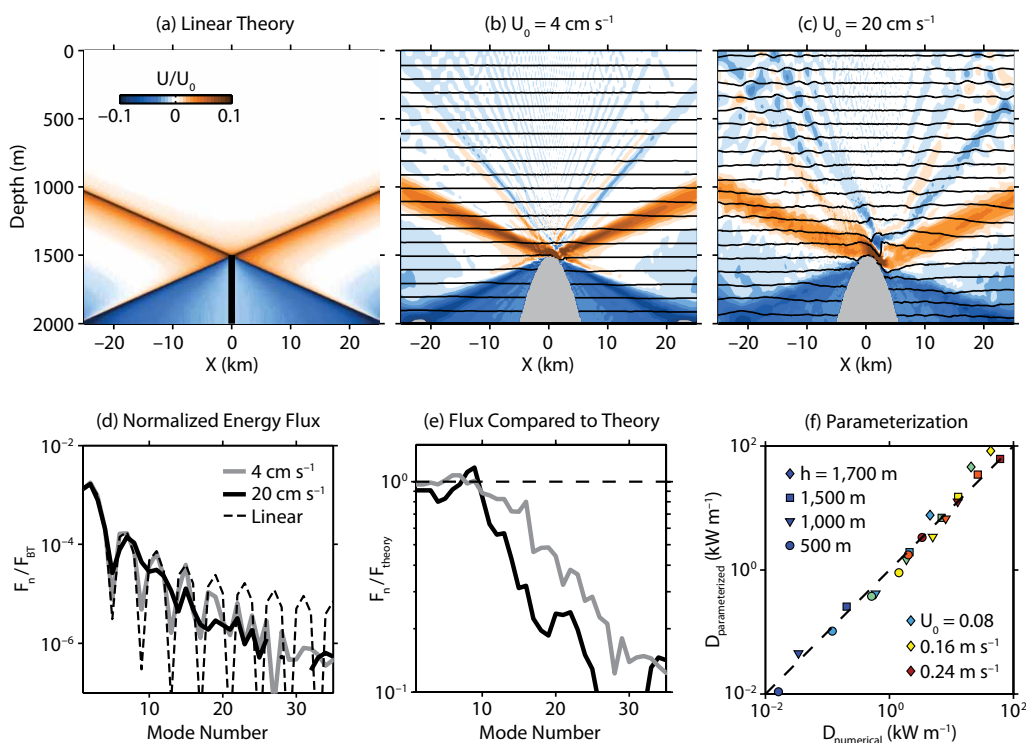 (a) Linear Theory
(b) U0 = 4 cm s–1
(c) U0 = 20 cm s–1
U/U0
–0.1 0 0.1
Depth (m)
0
500
1000
1500
2000
–20 –10 0 10 20
X (km)
–20 –10 0 10 20
X (km)
–20 –10 0 10 20
X (km)
(d) Normalized Energy Flux
Fn / FBT
10–2
10–4
10–6
4 cm s–1
20 cm s–1
Linear
10 20 30
Mode Number
(e) Flux Compared to Theory
Fn / Ftheory
100
10–1
10 20 30
Mode Number
(f) Parameterization
Dparameterized
(kW m–1)
102
100
10–2
h = 1,700 m
1,500 m
1,000 m
500 m
U0 = 0.08
0.16 m s–1
0.24 m s–1
10–2 100 102
Dnumerical (kW m–1)